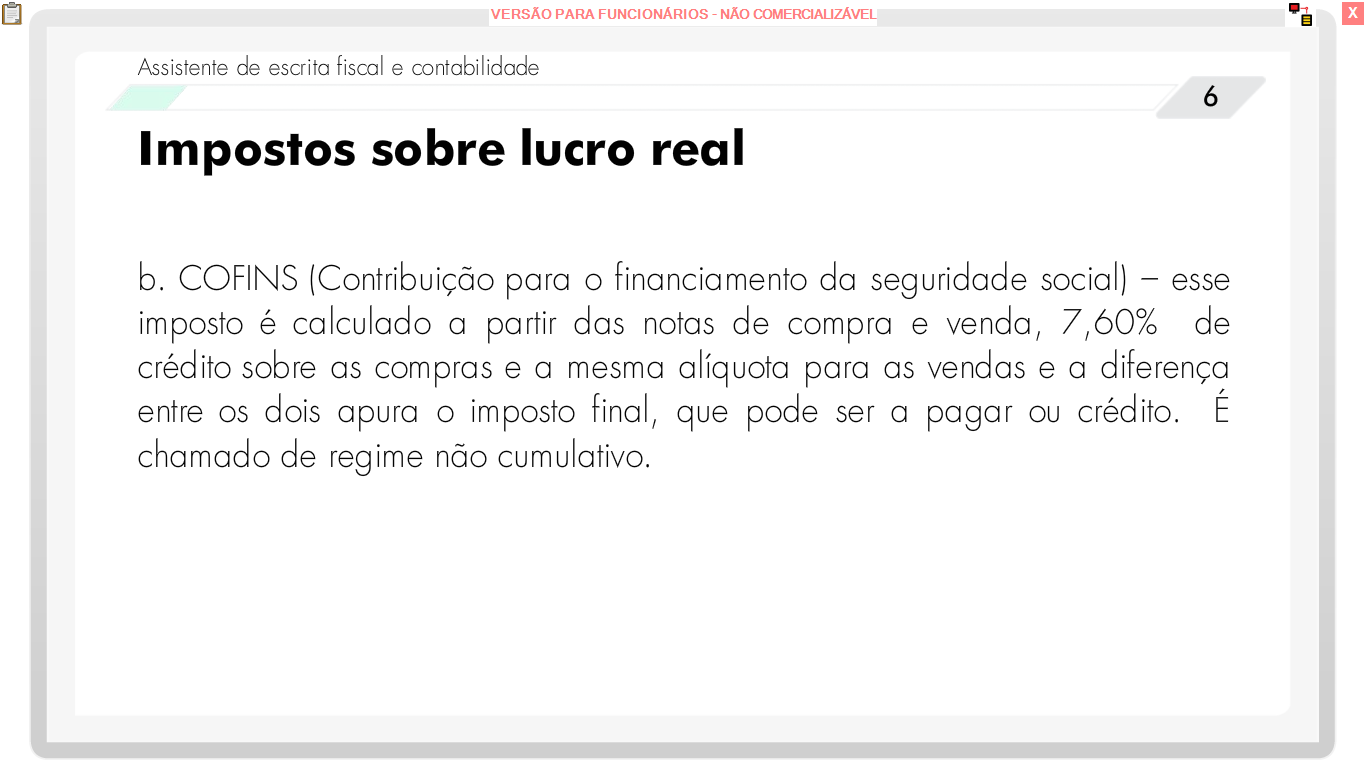 VERSÃO PARA FUNCIONÁRIOS - NÃO COMERCIALIZÁVEL
X
Assistente de escrita fiscal e contabilidade
6
Impostos sobre lucro real
b. COFINS (Contribuição para o financiamento da seguridade social) – esse
imposto é calculado a partir das notas de compra e venda, 7,60%  de
crédito sobre as compras e a mesma alíquota para as vendas e a diferença
entre os dois apura o imposto final, que pode ser a pagar ou crédito.  É
chamado de regime não cumulativo.